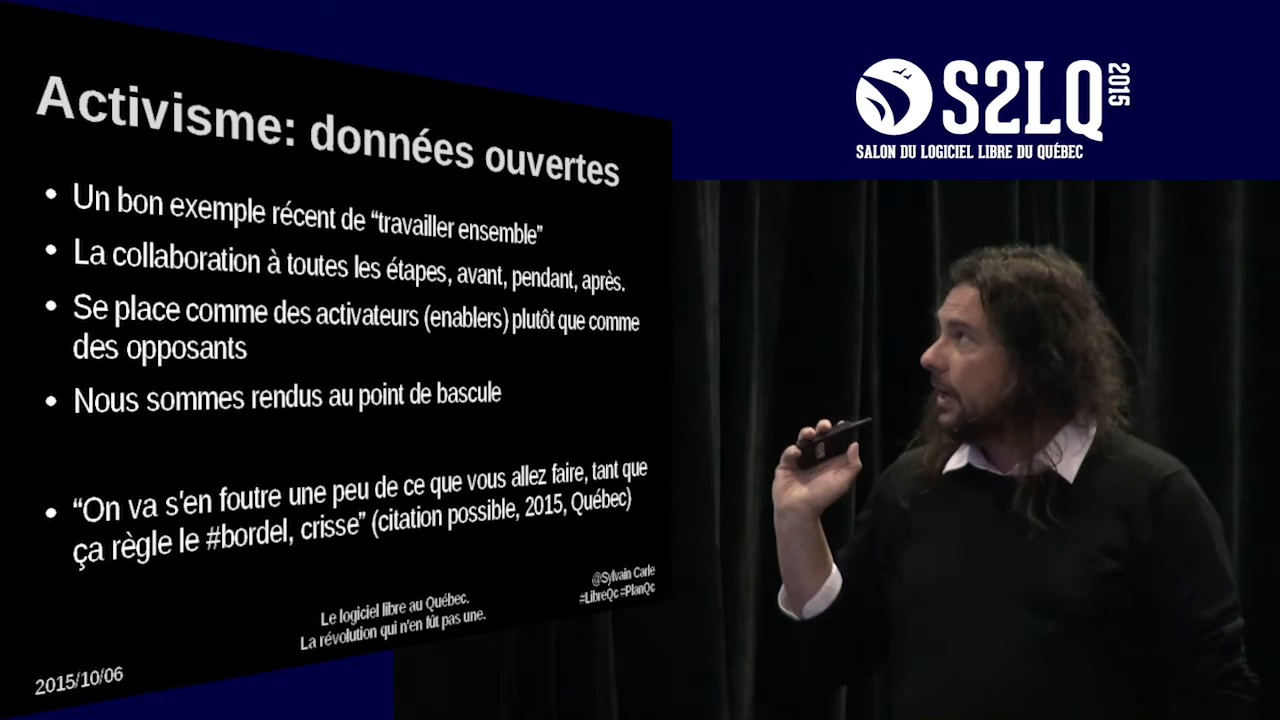 Activisme: données ouvertes
• Un bon exemple récent de “travailler ensemble”
• La collaboration à toutes les étapes, avant, pendant, après.
• Se place comme des activateurs (enablers) plutôt que comme
des opposants
• Nous sommes rendus au point de bascule
• “On va s'en foutre une peu de ce que vous allez faire, tant que
ça règle le #bordel, crisse” (citation possible, 2015, Québec)
@Sylvain Carle
#LibreQc #PlanQc
Le logiciel libre au Québec.
La révolution qui n'en fût pas une.
2015/10/06
S2LQ 2015
SALON DU LOGICIEL LIBRE DU QUÉBEC